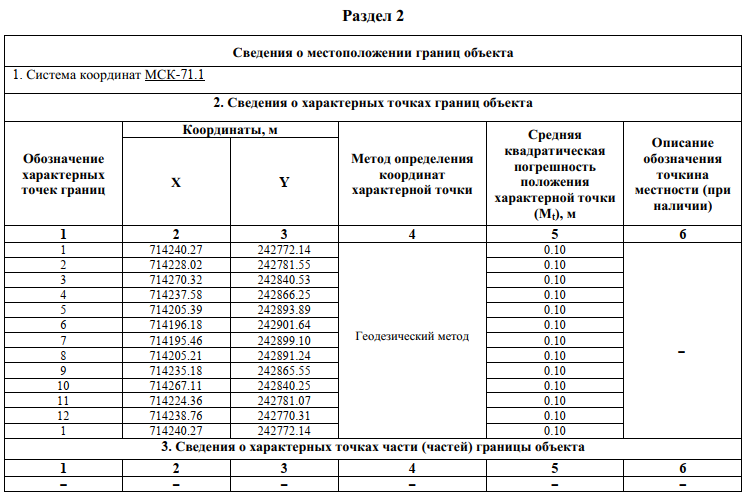 Раздел 2
Сведения о местоположении границ объекта
1. Система координат МСК-71.1
2. Сведения о характерных точках границ объекта
Обозначение характерных точек границ
Координаты, м
X
Y
Метод определения координат характерной точки
Средняя квадратическая погрешность положения характерной точки (Mt), м
Описание обозначения точкина местности (при наличии)
1 2 3 4 5 6
1 714240.27 242772.14 0.10
2 714228.02 242781.55 0.10
3 714270.32 242840.53 0.10
4 714237.58 242866.25 0.10
5 714205.39 242893.89 0.10
6 714196.18 242901.64 0.10
Геодезический метод
7 714195.46 242899.10 0.10
8 714205.21 242891.24 0.10
–
9 714235.18 242865.55 0.10
10 714267.11 242840.25 0.10
11 714224.36 242781.07 0.10
12 714238.76 242770.31 0.10
1 714240.27 242772.14 0.10
3. Сведения о характерных точках части (частей) границы объекта
1 2 3 4 5 6
– – – – – –